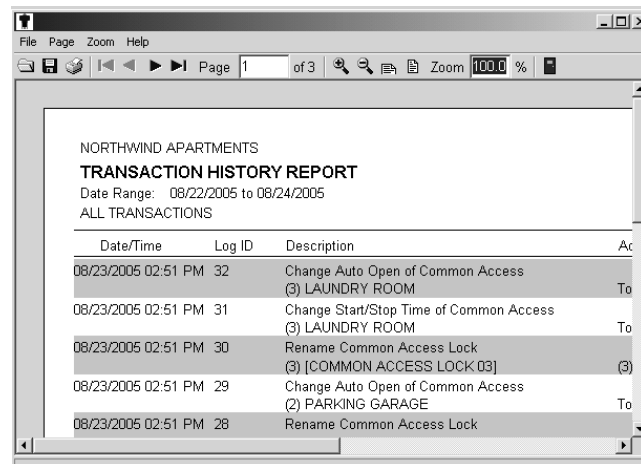 File Page Zoom Help
Page 1 of 3 Zoom 100.0 %
NORTHWIND APARTMENTS
TRANSACTION HISTORY REPORT
Date Range: 08/22/2005 to 08/24/2005
ALL TRANSACTIONS
Date/Time Log ID Description Ac
08/23/2005 02:51 PM 32 Change Auto Open of Common Access
(3) LAUNDRY ROOM To
08/23/2005 02:51 PM 31 Change Start/Stop Time of Common Access
(3) LAUNDRY ROOM To
08/23/2005 02:51 PM 30 Rename Common Access Lock
(3) [COMMON ACCESS LOCK 03] (3)
08/23/2005 02:51 PM 29 Change Auto Open of Common Access
(2) PARKING GARAGE To
08/23/2005 02:51 PM 28 Rename Common Access Lock